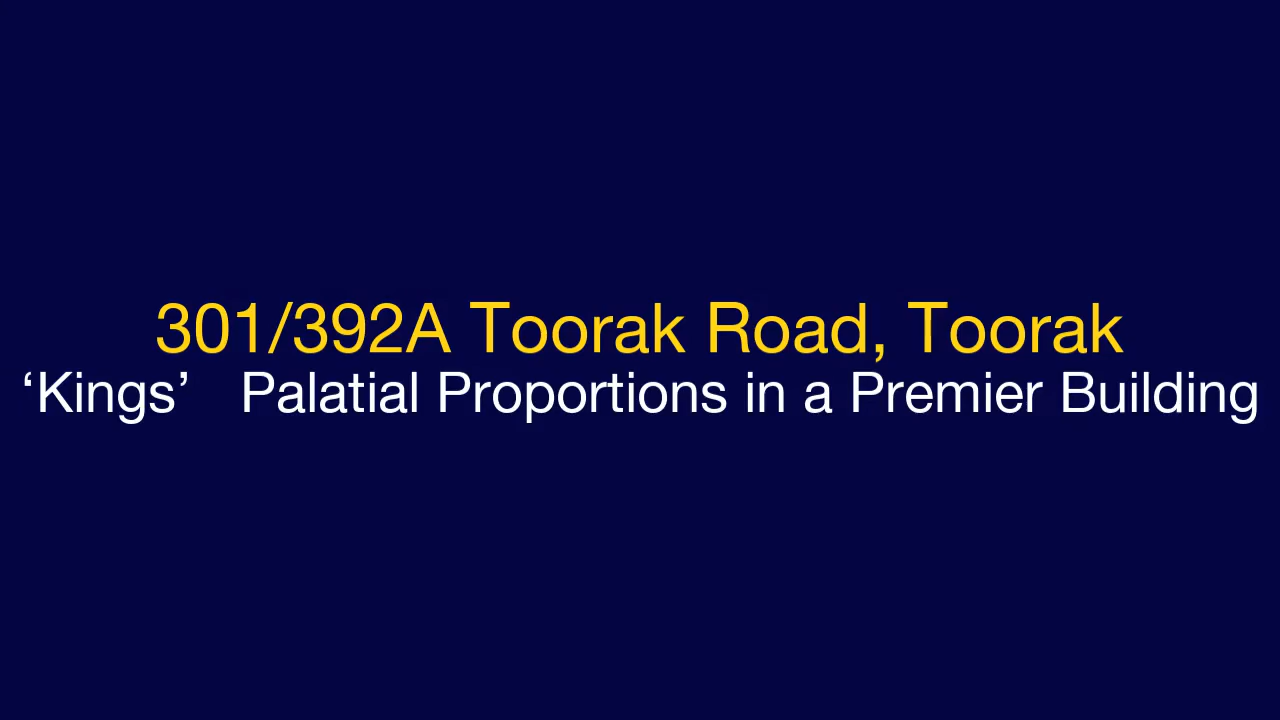 301/392A Toorak Road, Toorak
‘Kings’   Palatial Proportions in a Premier Building